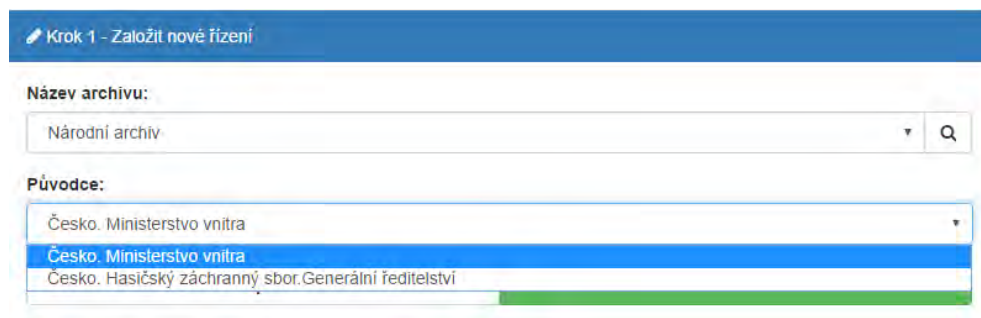 Krok 1 - Založit nové řízení
Název archivu:
Národní archiv
Původce:
Česko. Ministerstvo vnitra
Česko. Ministerstvo vnitra
Česko. Hasičský záchranný sbor.Generální ředitelství